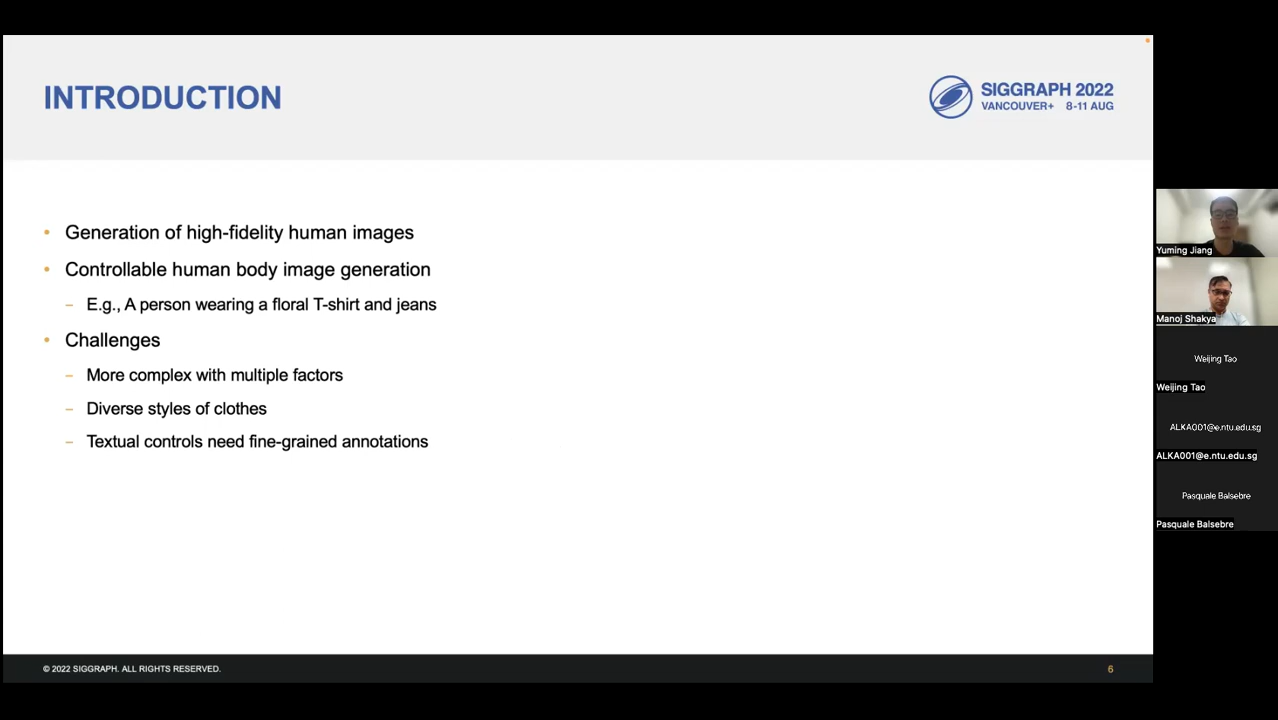 INTRODUCTION
SIGGRAPH 2022
VANCOUVER+ 8-11 AUG
• Generation of high-fidelity human images
• Controllable human body image generation
– E.g., A person wearing a floral T-shirt and jeans
• Challenges
– More complex with multiple factors
– Diverse styles of clothes
– Textual controls need fine-grained annotations
© 2022 SIGGRAPH. ALL RIGHTS RESERVED.
6
Yuming Jiang
Manoj Shakya
Weijing Tao
Weijing Tao
ALKA001@e.ntu.edu.sg
ALKA001@e.ntu.edu.sg
Pasquale Balsebre
Pasquale Balsebre